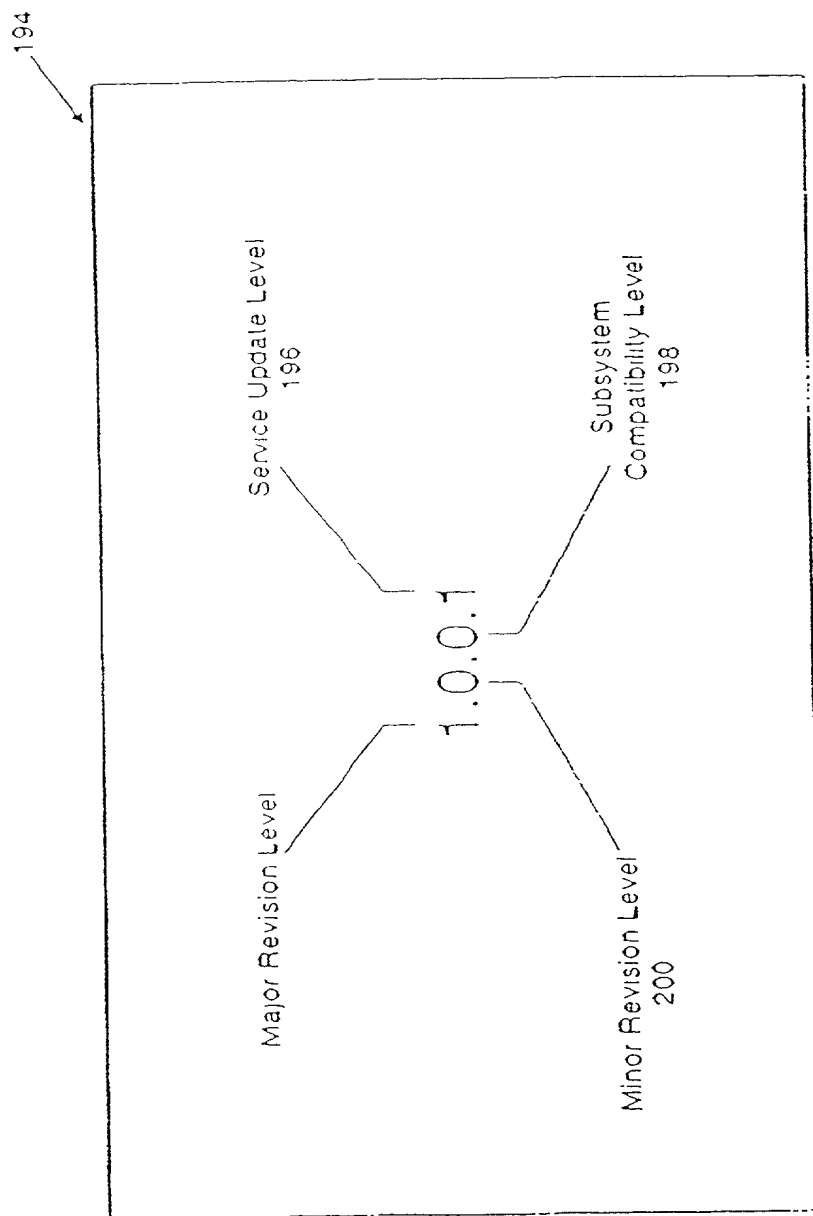 194
Major Revision Level
Service Update Level
196
1.0.0.1
Minor Revision Level
200
Subsystem
Compatibility Level
198